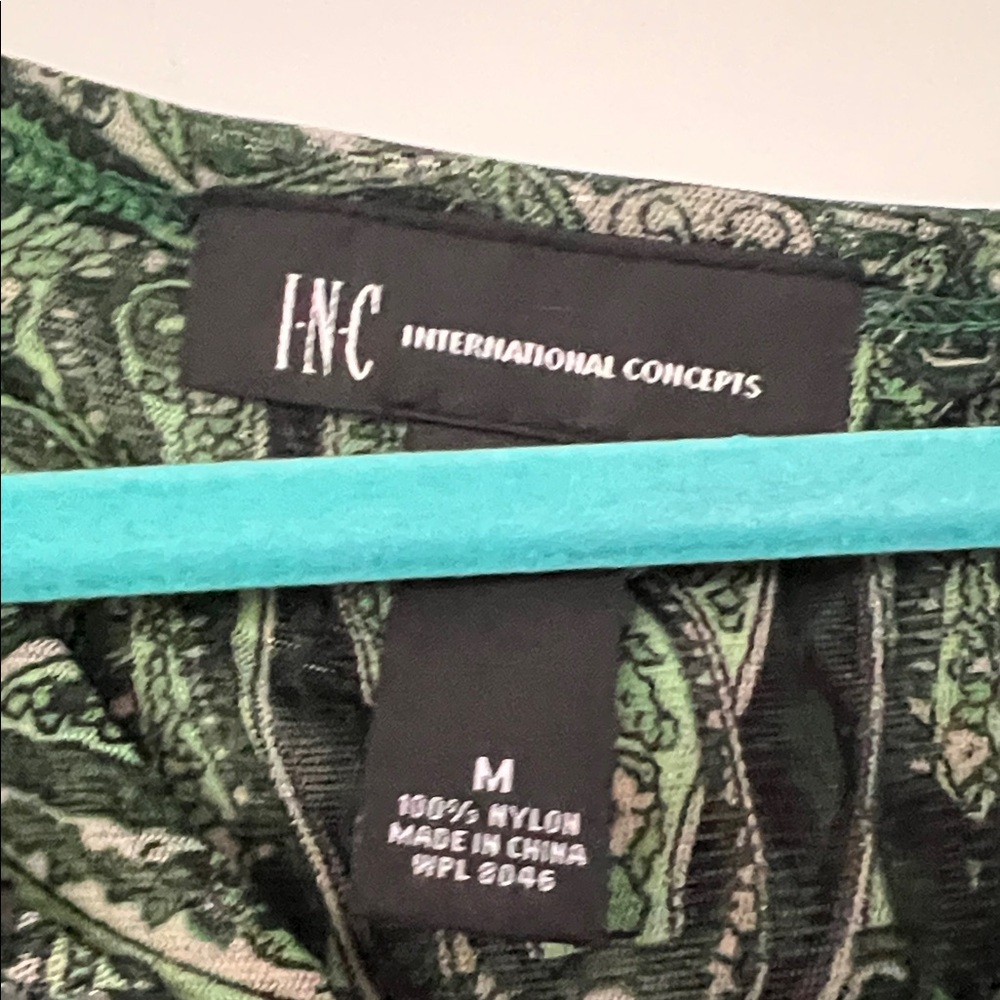 I·N·C INTERNATIONAL CONCEPTS
M
100% NYLON
MADE IN CHINA
WPL 8046